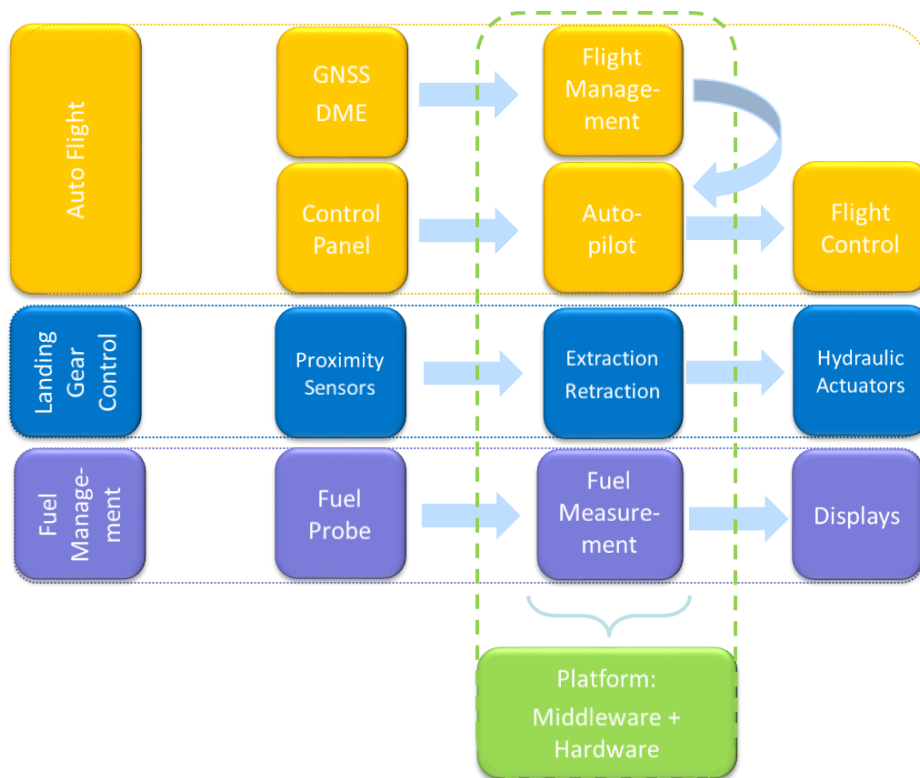 Auto Flight
GNSS
DME
Flight
Manage-
ment
Control
Panel
Auto-
pilot
Flight
Control
Landing
Gear
Control
Proximity
Sensors
Extraction
Retraction
Hydraulic
Actuators
Fuel
Manage-
ment
Fuel
Probe
Fuel
Measure-
ment
Displays
Platform:
Middleware +
Hardware